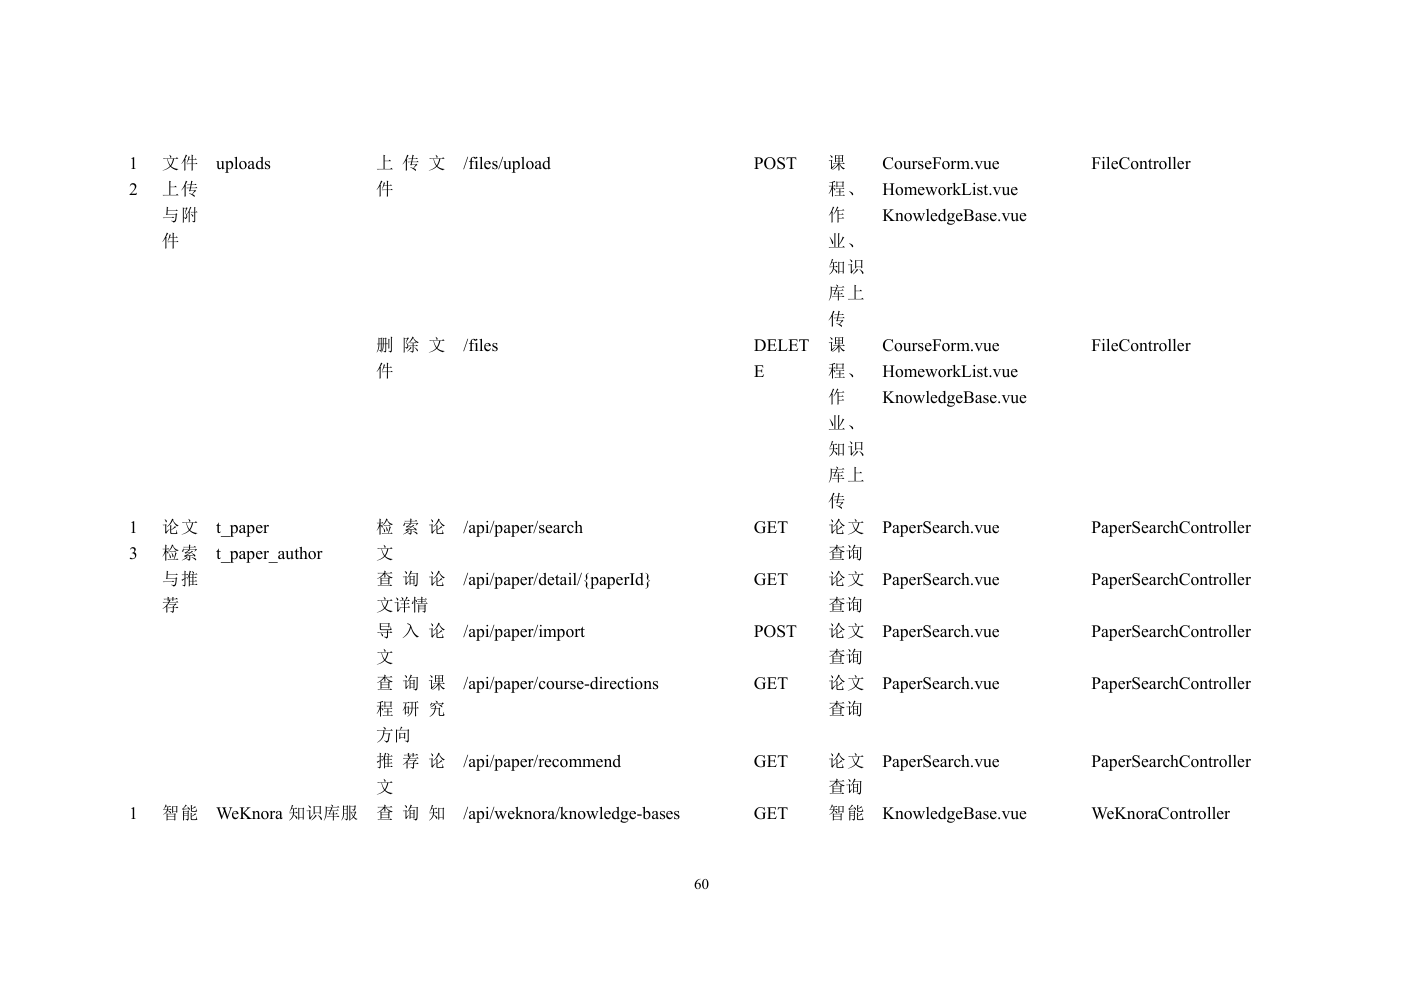 1 文件 uploads 上传文 /files/upload POST 课 CourseForm.vue FileController
2 上传 件 程、 HomeworkList.vue
与附 作 KnowledgeBase.vue
件 业、
知识
库上
传
删除文 /files DELET 课 CourseForm.vue FileController
件 E 程、 HomeworkList.vue
作 KnowledgeBase.vue
业、
知识
库上
传
1 论文 t_paper 检索论 /api/paper/search GET 论文 PaperSearch.vue PaperSearchController
3 检索 t_paper_author 文 查询
与推 查询论 /api/paper/detail/{paperId} GET 论文 PaperSearch.vue PaperSearchController
荐 文详情 查询
导入论 /api/paper/import POST 论文 PaperSearch.vue PaperSearchController
文 查询
查询课 /api/paper/course-directions GET 论文 PaperSearch.vue PaperSearchController
程研究 查询
方向
推荐论 /api/paper/recommend GET 论文 PaperSearch.vue PaperSearchController
文 查询
1 智能 WeKnora 知识库服 查询知 /api/weknora/knowledge-bases GET 智能 KnowledgeBase.vue WeKnoraController
60